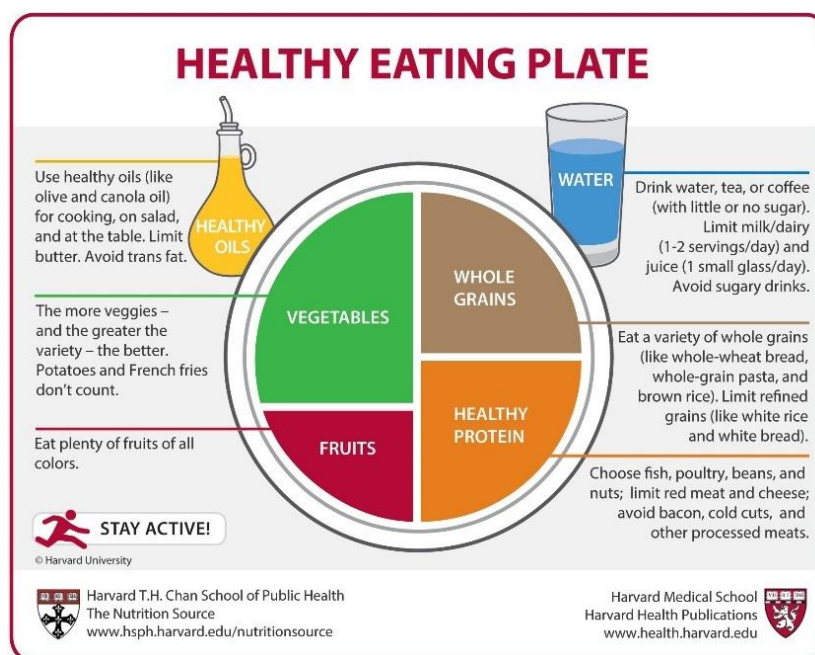 HEALTHY EATING PLATE
Use healthy oils (like
olive and canola oil)
for cooking, on salad,
and at the table. Limit
butter. Avoid trans fat.
HEALTHY
OILS
The more veggies –
and the greater the
variety – the better.
Potatoes and French fries
don’t count.
Eat plenty of fruits of all
colors.
VEGETABLES
FRUITS
WHOLE
GRAINS
HEALTHY
PROTEIN
WATER
Drink water, tea, or coffee
(with little or no sugar).
Limit milk/dairy
(1-2 servings/day) and
juice (1 small glass/day).
Avoid sugary drinks.
Eat a variety of whole grains
(like whole-wheat bread,
whole-grain pasta, and
brown rice). Limit refined
grains (like white rice
and white bread).
Choose fish, poultry, beans, and
nuts; limit red meat and cheese;
avoid bacon, cold cuts, and
other processed meats.
STAY ACTIVE!
© Harvard University
Harvard T.H. Chan School of Public Health
The Nutrition Source
www.hsph.harvard.edu/nutritionsource
Harvard Medical School
Harvard Health Publications
www.health.harvard.edu